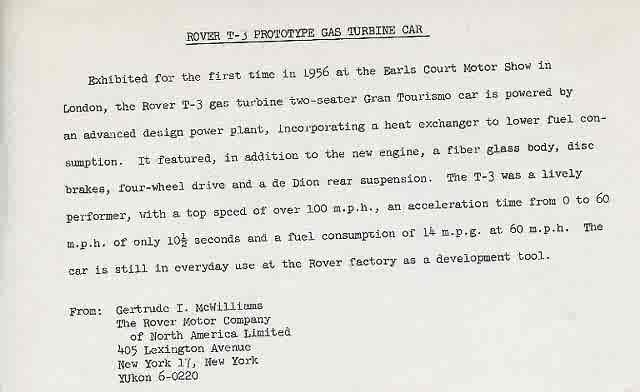 ROVER T-3 PROTOTYPE GAS TURBINE CAR
Exhibited for the first time in 1956 at the Earls Court Motor Show in
London, the Rover T-3 gas turbine two-seater Gran Tourismo car is powered by
an advanced design power plant, incorporating a heat exchanger to lower fuel con-
sumption. It featured, in addition to the new engine, a fiber glass body, disc
brakes, four-wheel drive and a de Dion rear suspension. The T-3 was a lively
performer, with a top speed of over 100 m.p.h., an acceleration time from 0 to 60
m.p.h. of only 10½ seconds and a fuel consumption of 14 m.p.g. at 60 m.p.h. The
car is still in everyday use at the Rover factory as a development tool.
From: Gertrude I. McWilliams
The Rover Motor Company
of North America Limited
405 Lexington Avenue
New York 17, New York
YUkon 6-0220